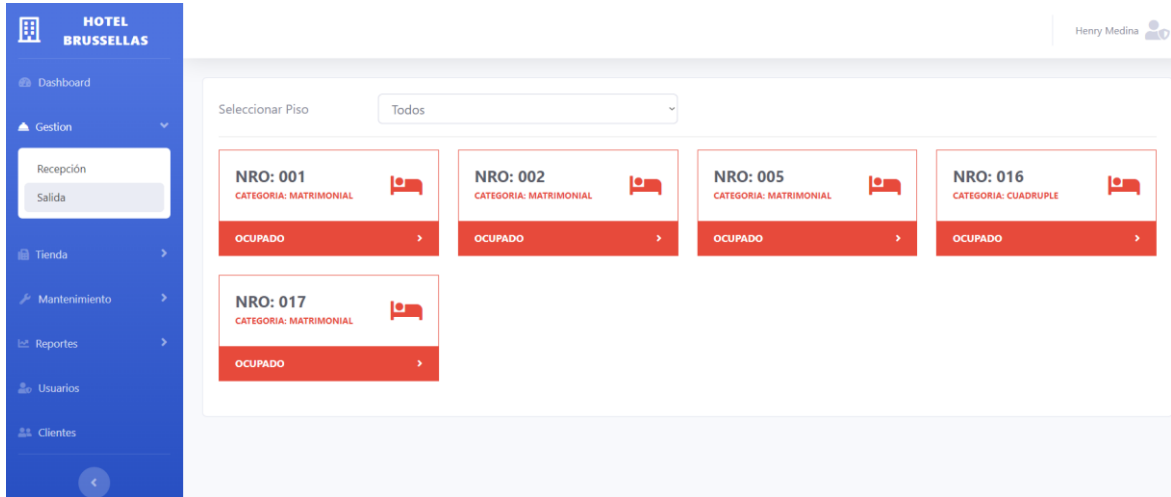 HOTEL
BRUSSELLAS
Henry Medina
Dashboard
Gestion
Recepción
Salida
Tienda
Mantenimiento
Reportes
Usuarios
Clientes
Seleccionar Piso
Todos
NRO: 001
CATEGORIA: MATRIMONIAL
OCUPADO
NRO: 002
CATEGORIA: MATRIMONIAL
OCUPADO
NRO: 005
CATEGORIA: MATRIMONIAL
OCUPADO
NRO: 016
CATEGORIA: CUADRUPLE
OCUPADO
NRO: 017
CATEGORIA: MATRIMONIAL
OCUPADO